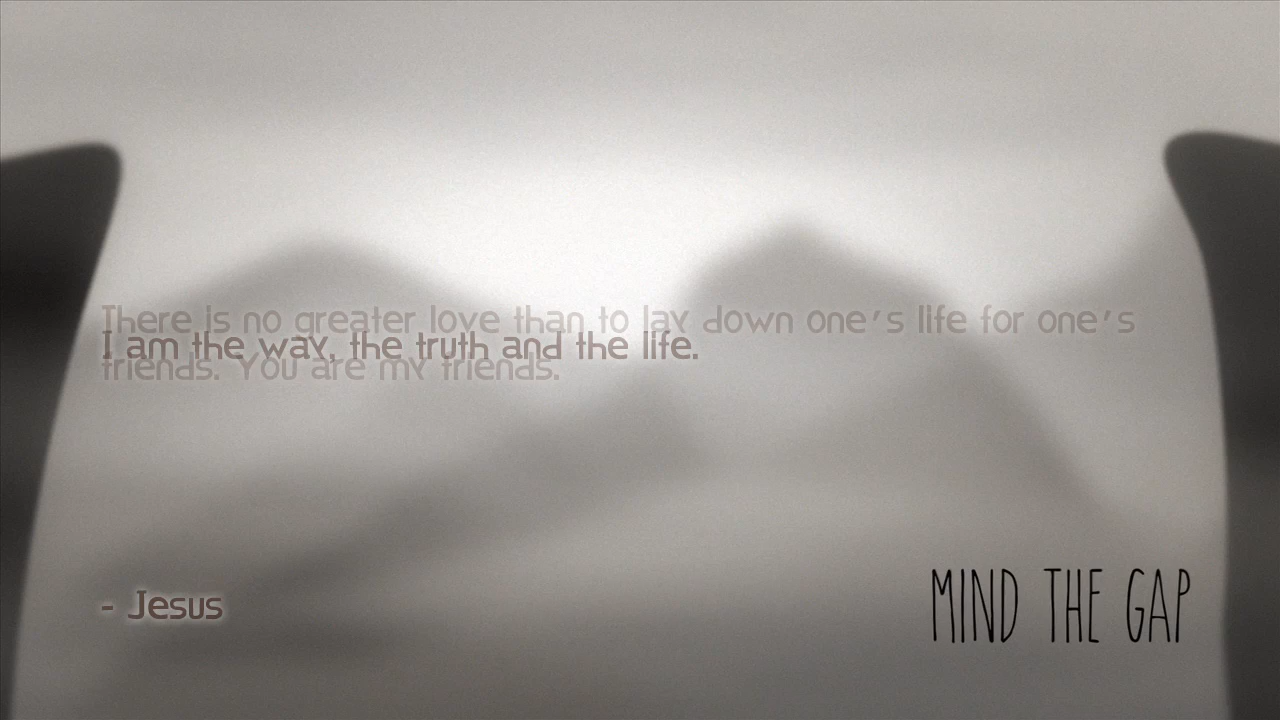 There is no greater love than to lay down one's life for one's
I am the way, the truth and the life.
friends. You are my friends.
- Jesus
MIND THE GAP